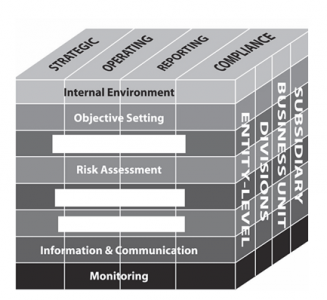 STRATEGIC
OPERATING
REPORTING
COMPLIANCE
Internal Environment
Objective Setting
Risk Assessment
Information & Communication
Monitoring
ENTITY-LEVEL
DIVISIONS
BUSINESS UNIT
SUBSIDIARY